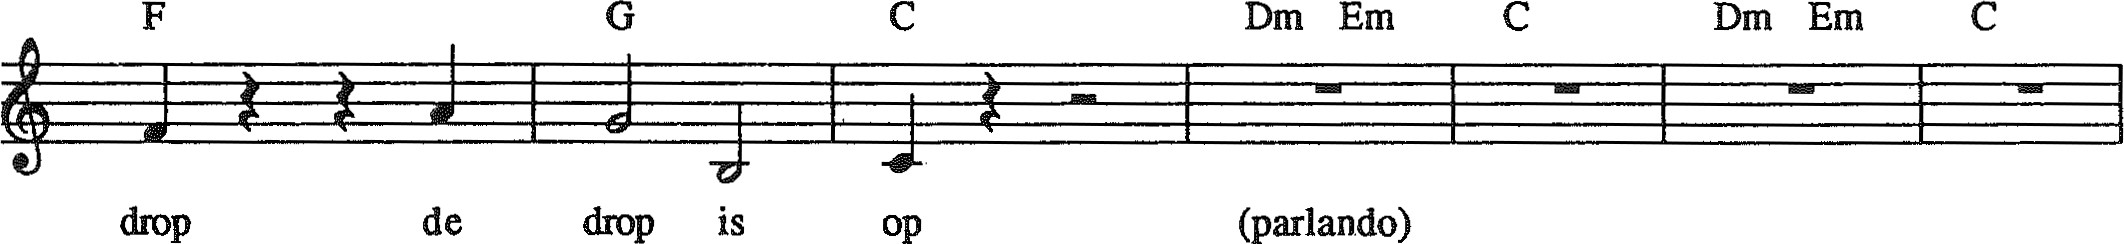 F G C Dm Em C Dm Em C
drop de drop is op (parlando)